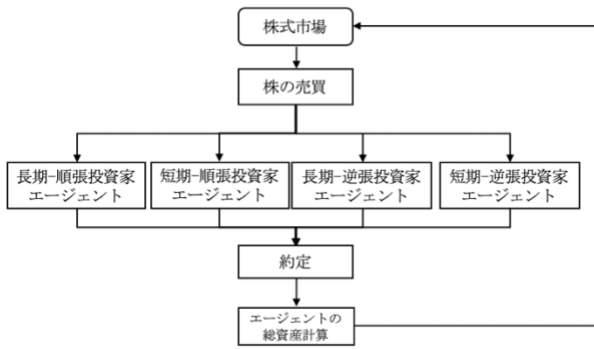 株式市場
株の売買
長期-順張投資家
エージェント
短期-順張投資家
エージェント
長期-逆張投資家
エージェント
短期-逆張投資家
エージェント
約定
エージェントの
総資産計算